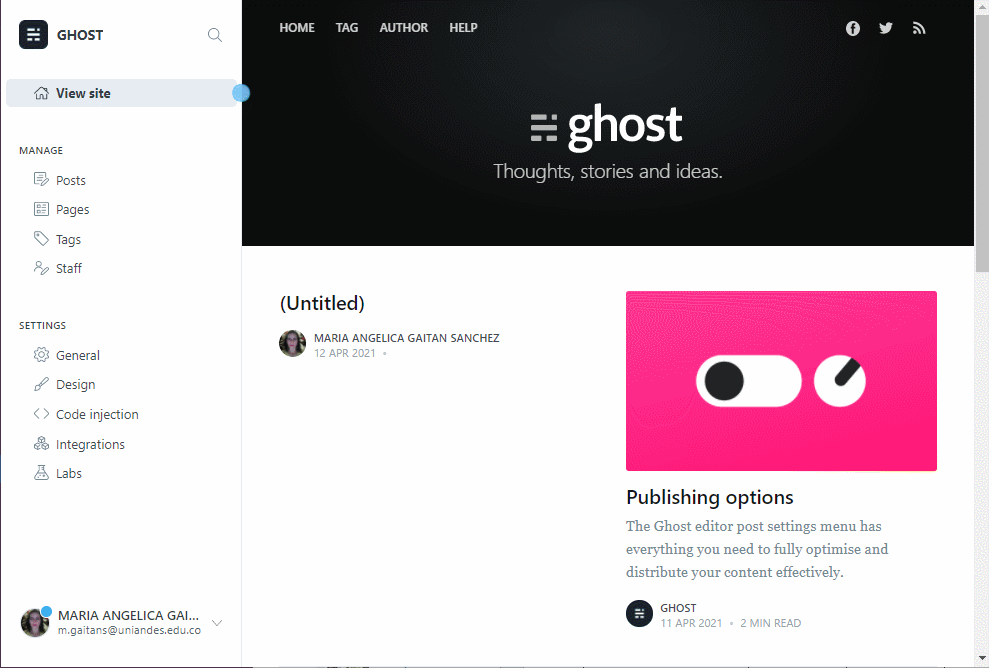 GHOST
View site
MANAGE
Posts
Pages
Tags
Staff
SETTINGS
General
Design
Code injection
Integrations
Labs
MARIA ANGELICA GAI...
m.gaitans@uniandes.edu.co
HOME TAG AUTHOR HELP
ghost
Thoughts, stories and ideas.
(Untitled)
MARIA ANGELICA GAITAN SANCHEZ
12 APR 2021 •
Publishing options
The Ghost editor post settings menu has
everything you need to fully optimise and
distribute your content effectively.
GHOST
11 APR 2021 • 2 MIN READ